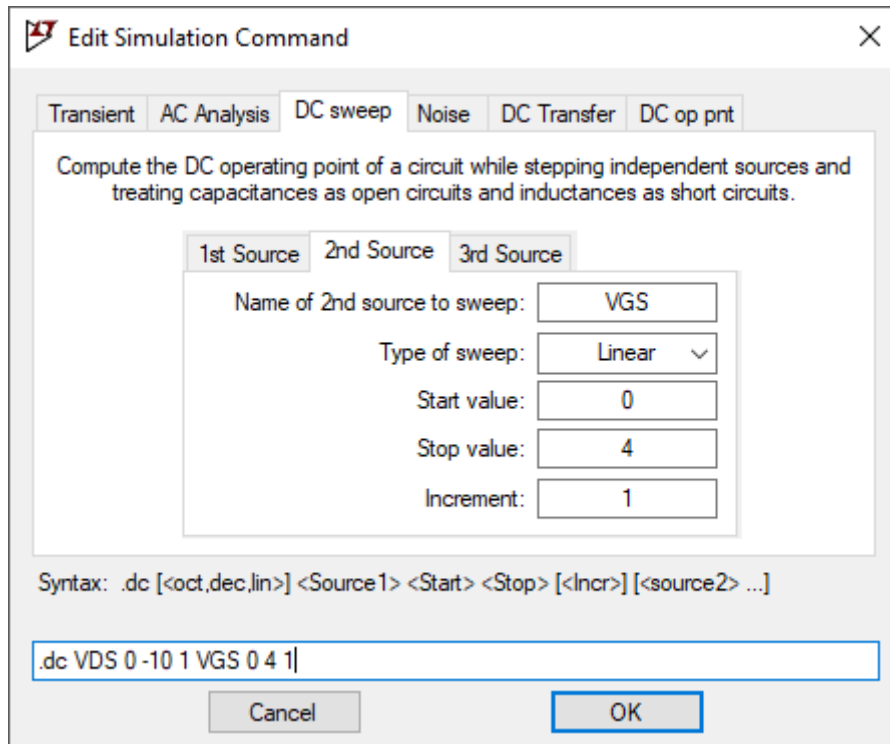 Edit Simulation Command
Transient AC Analysis DC sweep Noise DC Transfer DC op pnt
Compute the DC operating point of a circuit while stepping independent sources and
treating capacitances as open circuits and inductances as short circuits.
1st Source 2nd Source 3rd Source
Name of 2nd source to sweep: VGS
Type of sweep: Linear
Start value: 0
Stop value: 4
Increment: 1
Syntax: .dc [<oct,dec,lin>] <Source1> <Start> <Stop> [<Incr>] [<source2> ...]
.dc VDS 0 -10 1 VGS 0 4 1
Cancel OK